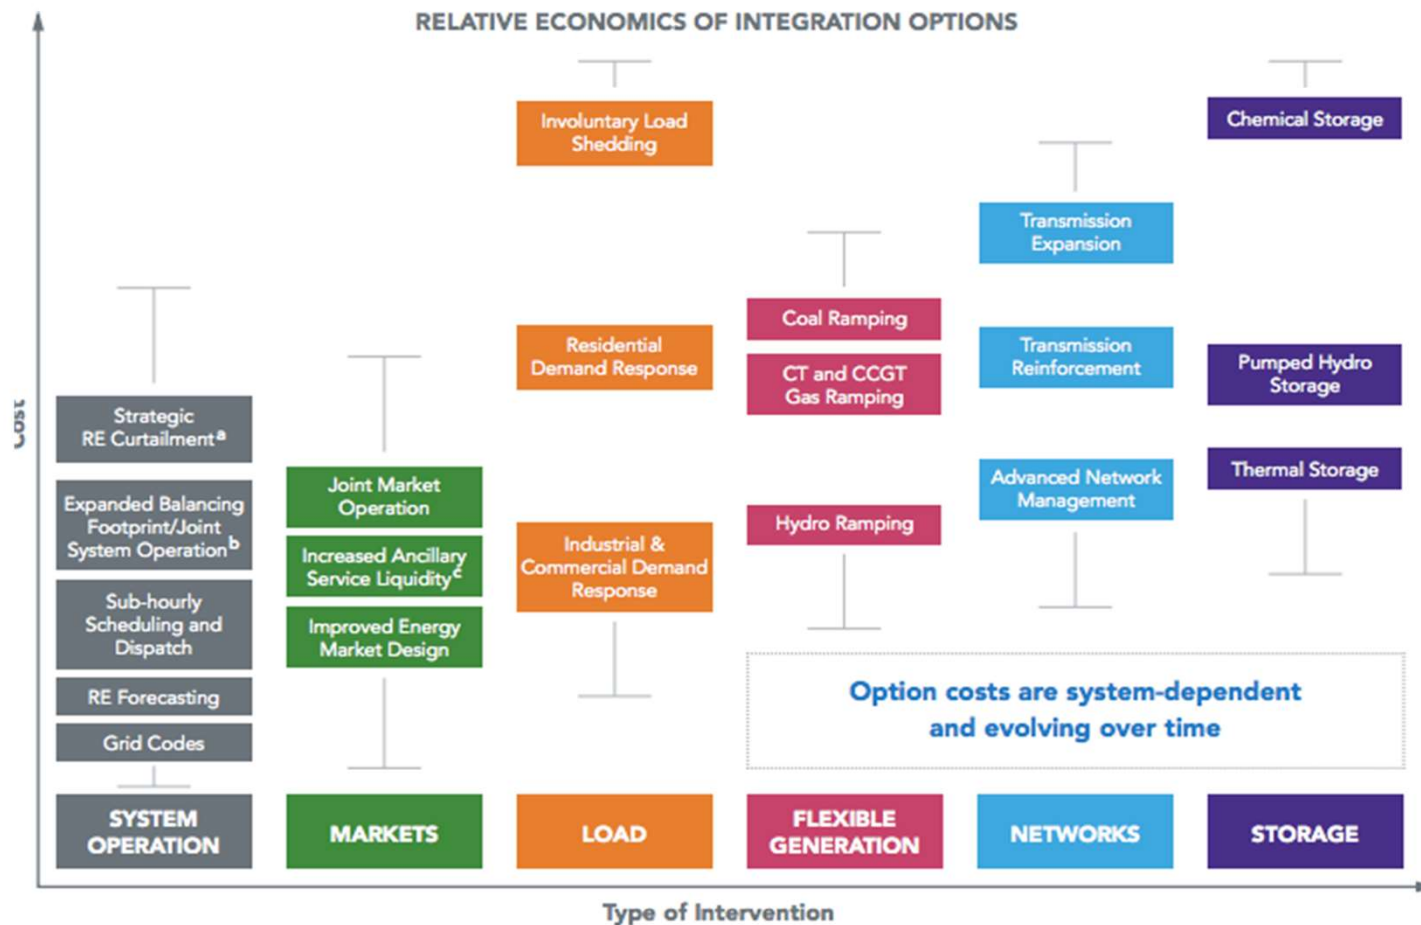 RELATIVE ECONOMICS OF INTEGRATION OPTIONS
Cost
Strategic
RE Curtailmentᵃ
Expanded Balancing
Footprint/Joint
System Operationᵇ
Sub-hourly
Scheduling and
Dispatch
RE Forecasting
Grid Codes
SYSTEM
OPERATION
Joint Market
Operation
Increased Ancillary
Service Liquidityᶜ
Improved Energy
Market Design
MARKETS
Involuntary Load
Shedding
Residential
Demand Response
Industrial &
Commercial Demand
Response
LOAD
Coal Ramping
CT and CCGT
Gas Ramping
Hydro Ramping
FLEXIBLE
GENERATION
Transmission
Expansion
Transmission
Reinforcement
Advanced Network
Management
NETWORKS
Chemical Storage
Pumped Hydro
Storage
Thermal Storage
STORAGE
Option costs are system-dependent
and evolving over time
Type of Intervention